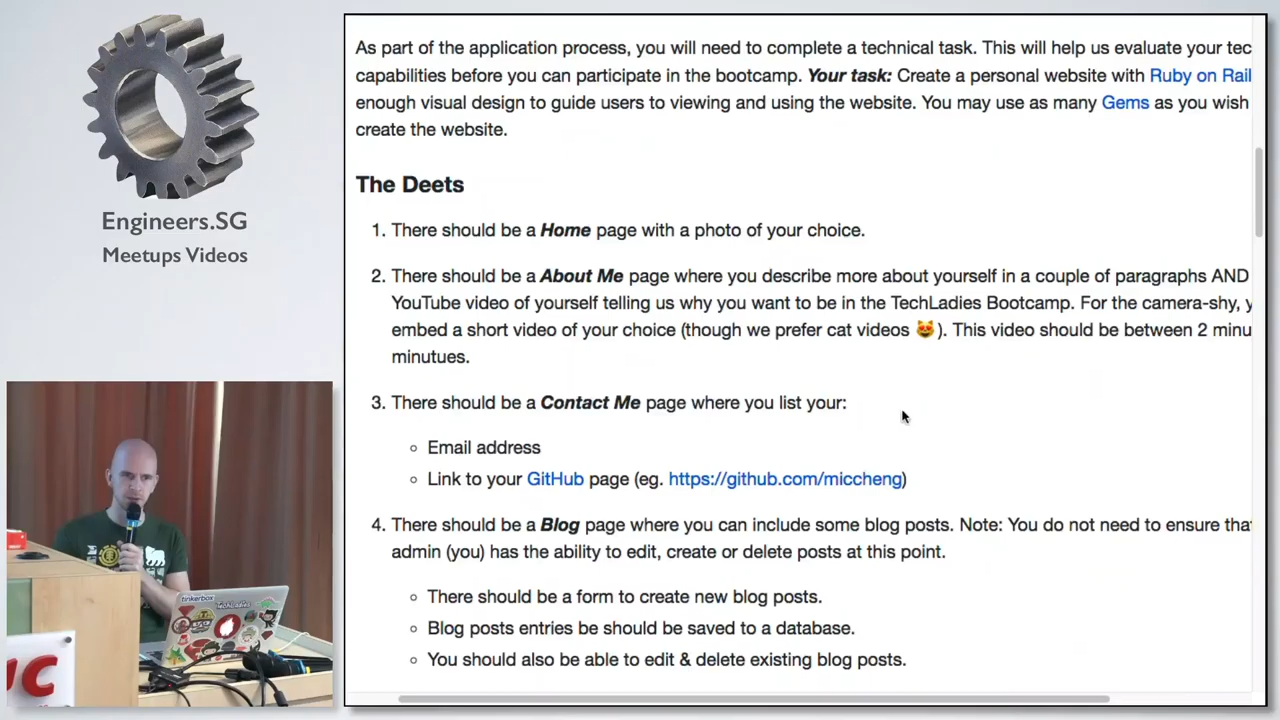 Engineers.SG
Meetups Videos
As part of the application process, you will need to complete a technical task. This will help us evaluate your tec
capabilities before you can participate in the bootcamp. Your task: Create a personal website with Ruby on Rail
enough visual design to guide users to viewing and using the website. You may use as many Gems as you wish
create the website.
The Deets
1. There should be a Home page with a photo of your choice.
2. There should be a About Me page where you describe more about yourself in a couple of paragraphs AND
YouTube video of yourself telling us why you want to be in the TechLadies Bootcamp. For the camera-shy, y
embed a short video of your choice (though we prefer cat videos 😻). This video should be between 2 minu
minutues.
3. There should be a Contact Me page where you list your:
Email address
Link to your GitHub page (eg. https://github.com/miccheng)
4. There should be a Blog page where you can include some blog posts. Note: You do not need to ensure that
admin (you) has the ability to edit, create or delete posts at this point.
There should be a form to create new blog posts.
Blog posts entries be should be saved to a database.
You should also be able to edit & delete existing blog posts.
tinkerbox
TechLadies